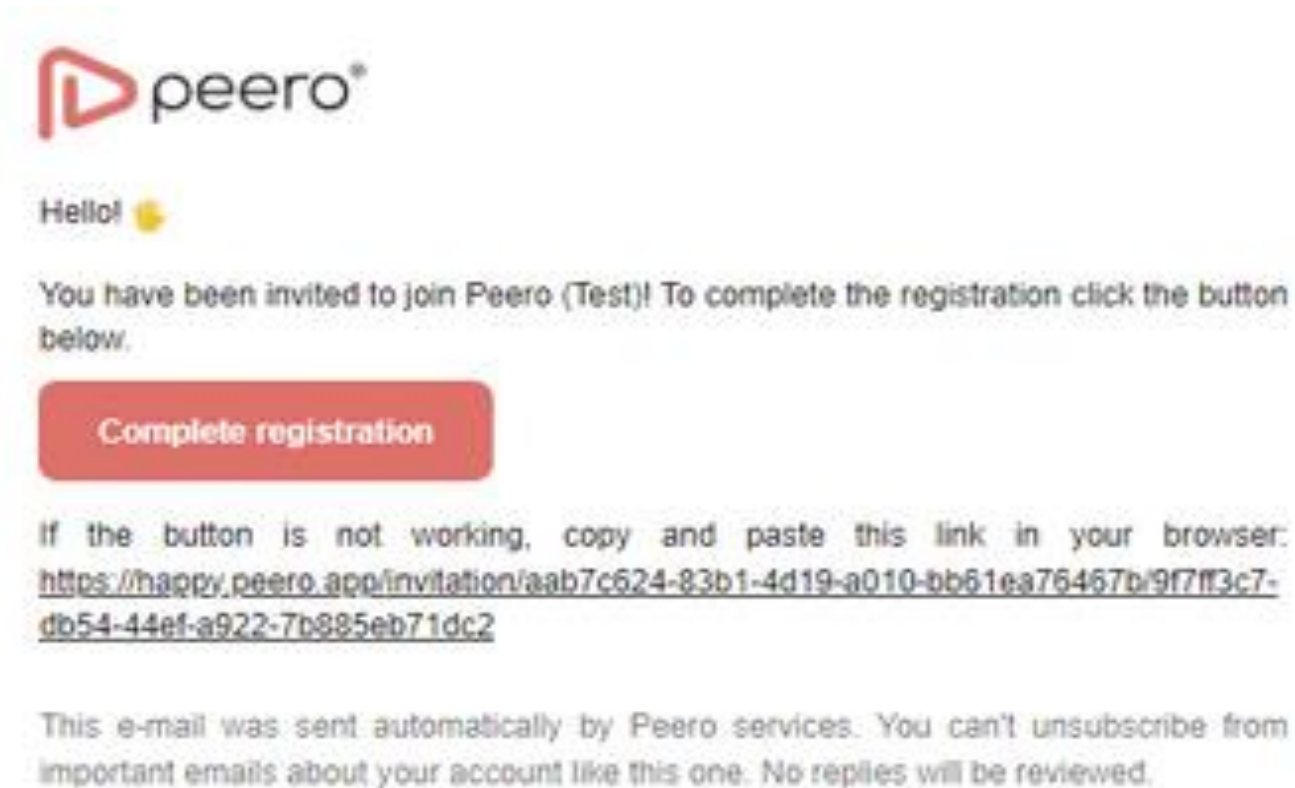 peero®
Hello! 👋
You have been invited to join Peero (Test)! To complete the registration click the button
below.
Complete registration
If the button is not working, copy and paste this link in your browser:
https://happy.peero.app/invitation/aab7c624-83b1-4d19-a010-bb61ea76467b/9f7ff3c7-
db54-44ef-a922-7b885eb71dc2
This e-mail was sent automatically by Peero services. You can't unsubscribe from
important emails about your account like this one. No replies will be reviewed.